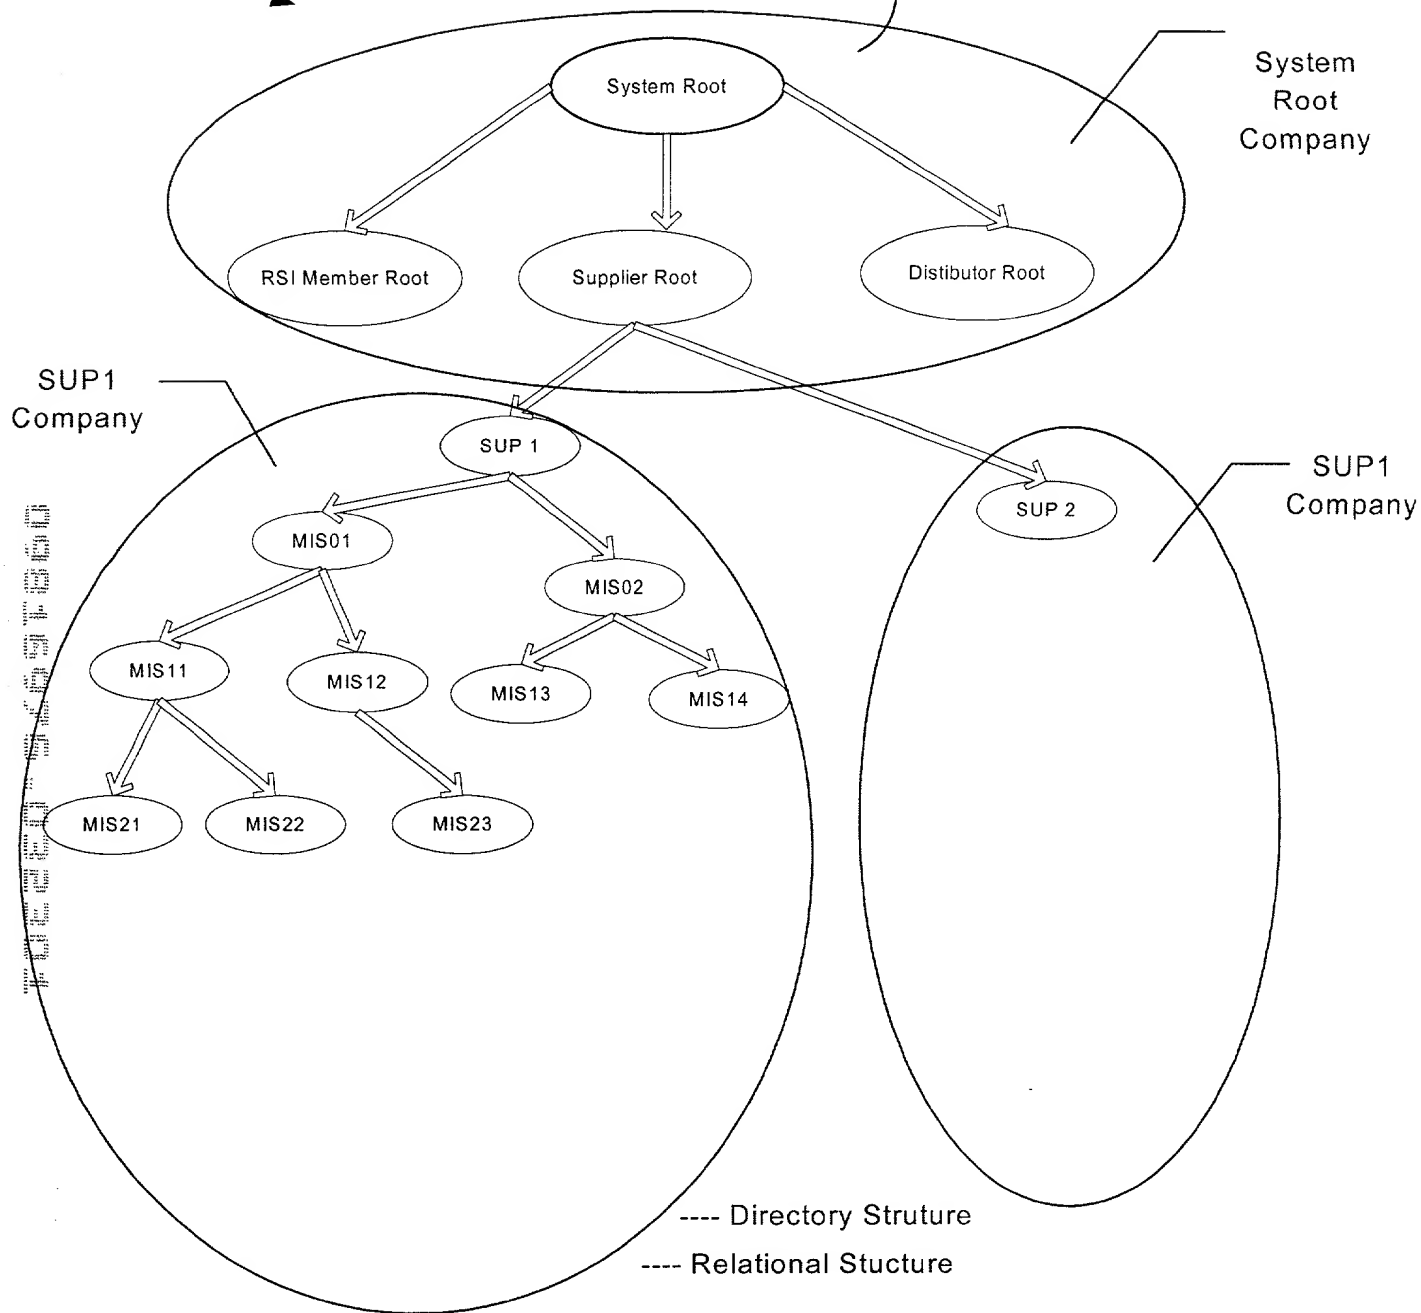 System Root
System
Root
Company
RSI Member Root
Supplier Root
Distibutor Root
SUP1
Company
SUP 1
SUP1
Company
SUP 2
MIS01
MIS02
MIS11
MIS12
MIS13
MIS14
MIS21
MIS22
MIS23
---- Directory Struture
---- Relational Stucture